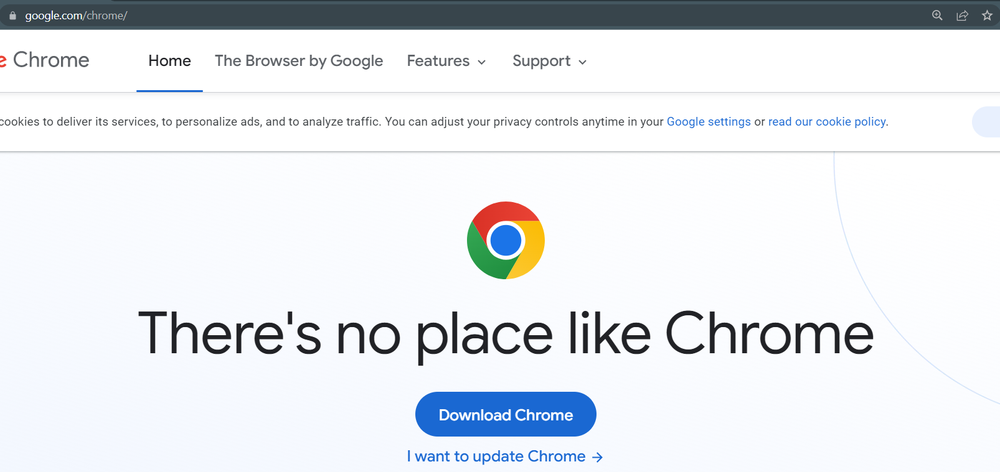 google.com/chrome/
e Chrome
Home
The Browser by Google
Features
Support
cookies to deliver its services, to personalize ads, and to analyze traffic. You can adjust your privacy controls anytime in your Google settings or read our cookie policy.
There's no place like Chrome
Download Chrome
I want to update Chrome →